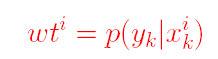 wt^i = p(y_k|x_k^i)